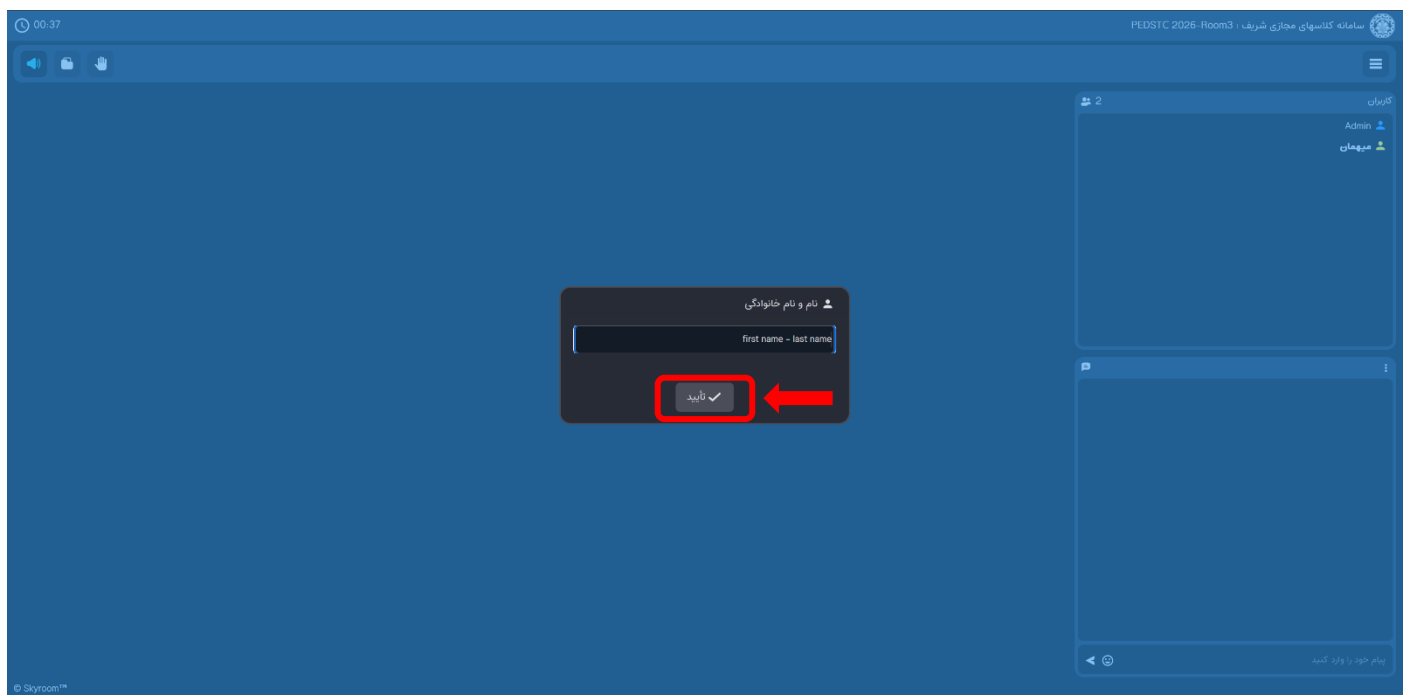 00:37
سامانه کلاسهای مجازی شریف : PEDSTC 2026-Room3
کاربران
2
Admin
میهمان
نام و نام خانوادگی
first name - last name
تأیید
پیام خود را وارد کنید
© Skyroom™